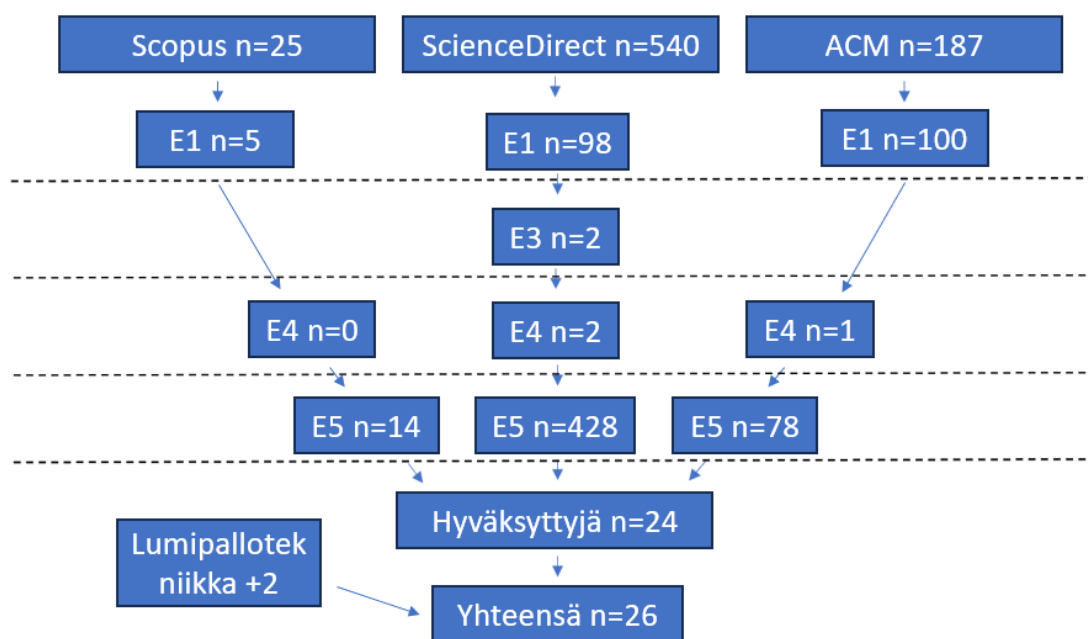 Scopus n=25
ScienceDirect n=540
ACM n=187
E1 n=5
E1 n=98
E1 n=100
E3 n=2
E4 n=0
E4 n=2
E4 n=1
E5 n=14
E5 n=428
E5 n=78
Hyväksyttyjä n=24
Lumipallotek
niikka +2
Yhteensä n=26